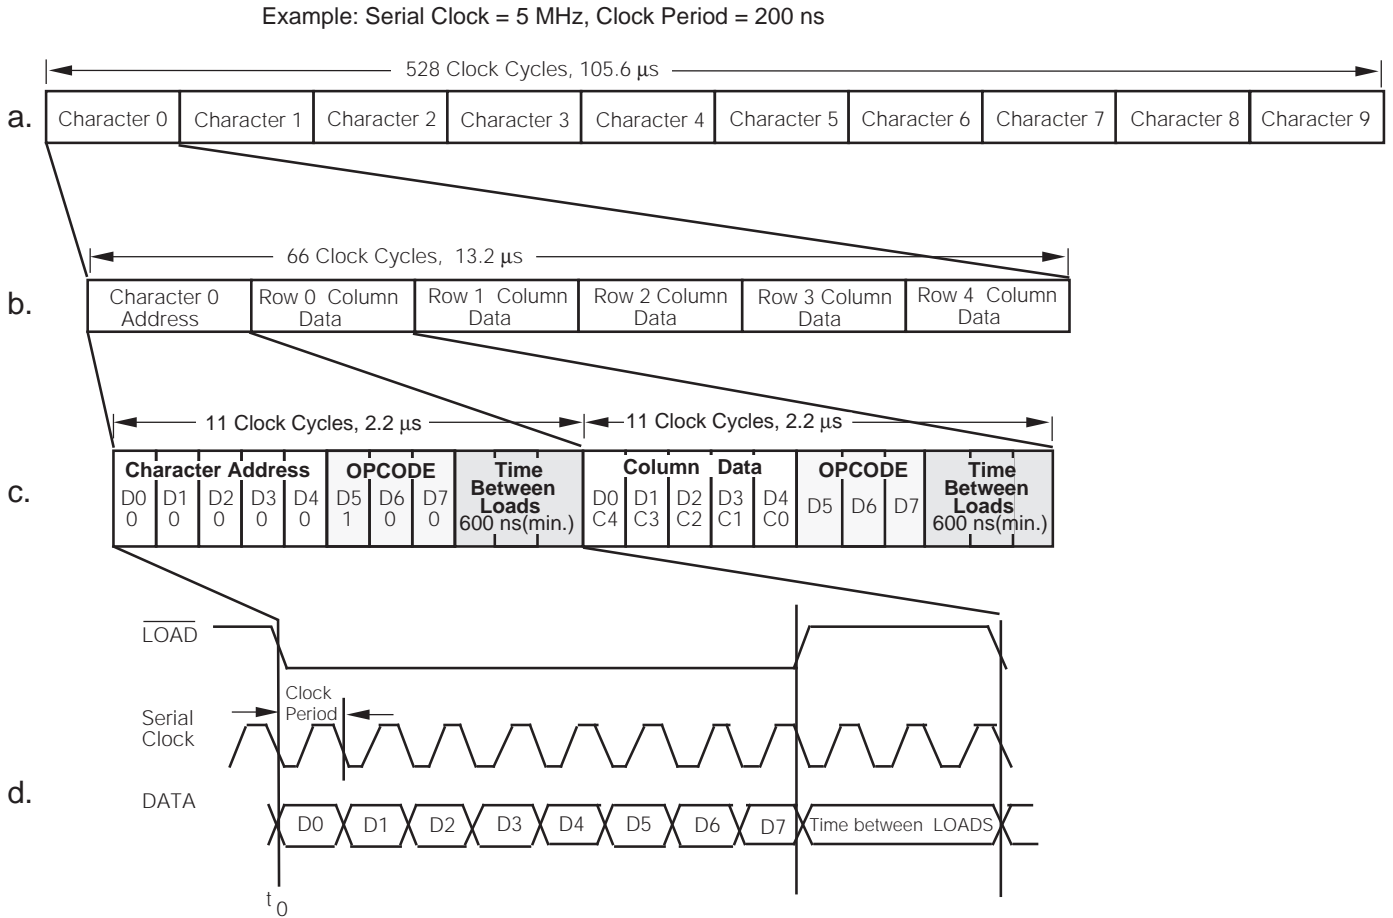 Example: Serial Clock = 5 MHz, Clock Period = 200 ns
528 Clock Cycles, 105.6 μs
a.
Character 0 Character 1 Character 2 Character 3 Character 4 Character 5 Character 6 Character 7 Character 8 Character 9
66 Clock Cycles, 13.2 μs
b.
Character 0 Address
Row 0 Column Data
Row 1 Column Data
Row 2 Column Data
Row 3 Column Data
Row 4 Column Data
11 Clock Cycles, 2.2 μs
11 Clock Cycles, 2.2 μs
c.
Character Address
D0 D1 D2 D3 D4
0 0 0 0 0
OPCODE
D5 D6 D7
1 0 0
Time
Between
Loads
600 ns(min.)
Column Data
D0 D1 D2 D3 D4
C4 C3 C2 C1 C0
OPCODE
D5 D6 D7
Time
Between
Loads
600 ns(min.)
LOAD
Clock
Period
Serial
Clock
d.
DATA
D0 D1 D2 D3 D4 D5 D6 D7 Time between LOADS
t0